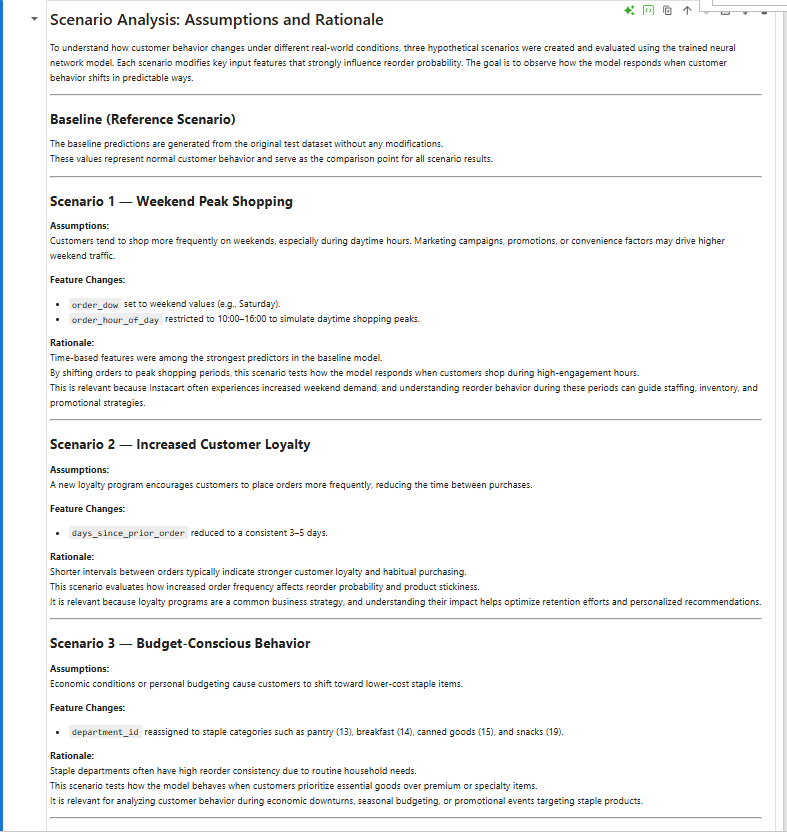 Scenario Analysis: Assumptions and Rationale
To understand how customer behavior changes under different real-world conditions, three hypothetical scenarios were created and evaluated using the trained neural
network model. Each scenario modifies key input features that strongly influence reorder probability. The goal is to observe how the model responds when customer
behavior shifts in predictable ways.
Baseline (Reference Scenario)
The baseline predictions are generated from the original test dataset without any modifications.
These values represent normal customer behavior and serve as the comparison point for all scenario results.
Scenario 1 — Weekend Peak Shopping
Assumptions:
Customers tend to shop more frequently on weekends, especially during daytime hours. Marketing campaigns, promotions, or convenience factors may drive higher
weekend traffic.
Feature Changes:
• order_dow set to weekend values (e.g., Saturday).
• order_hour_of_day restricted to 10:00–16:00 to simulate daytime shopping peaks.
Rationale:
Time-based features were among the strongest predictors in the baseline model.
By shifting orders to peak shopping periods, this scenario tests how the model responds when customers shop during high-engagement hours.
This is relevant because Instacart often experiences increased weekend demand, and understanding reorder behavior during these periods can guide staffing, inventory, and
promotional strategies.
Scenario 2 — Increased Customer Loyalty
Assumptions:
A new loyalty program encourages customers to place orders more frequently, reducing the time between purchases.
Feature Changes:
• days_since_prior_order reduced to a consistent 3–5 days.
Rationale:
Shorter intervals between orders typically indicate stronger customer loyalty and habitual purchasing.
This scenario evaluates how increased order frequency affects reorder probability and product stickiness.
It is relevant because loyalty programs are a common business strategy, and understanding their impact helps optimize retention efforts and personalized recommendations.
Scenario 3 — Budget-Conscious Behavior
Assumptions:
Economic conditions or personal budgeting cause customers to shift toward lower-cost staple items.
Feature Changes:
• department_id reassigned to staple categories such as pantry (13), breakfast (14), canned goods (15), and snacks (19).
Rationale:
Staple departments often have high reorder consistency due to routine household needs.
This scenario tests how the model behaves when customers prioritize essential goods over premium or specialty items.
It is relevant for analyzing customer behavior during economic downturns, seasonal budgeting, or promotional events targeting staple products.